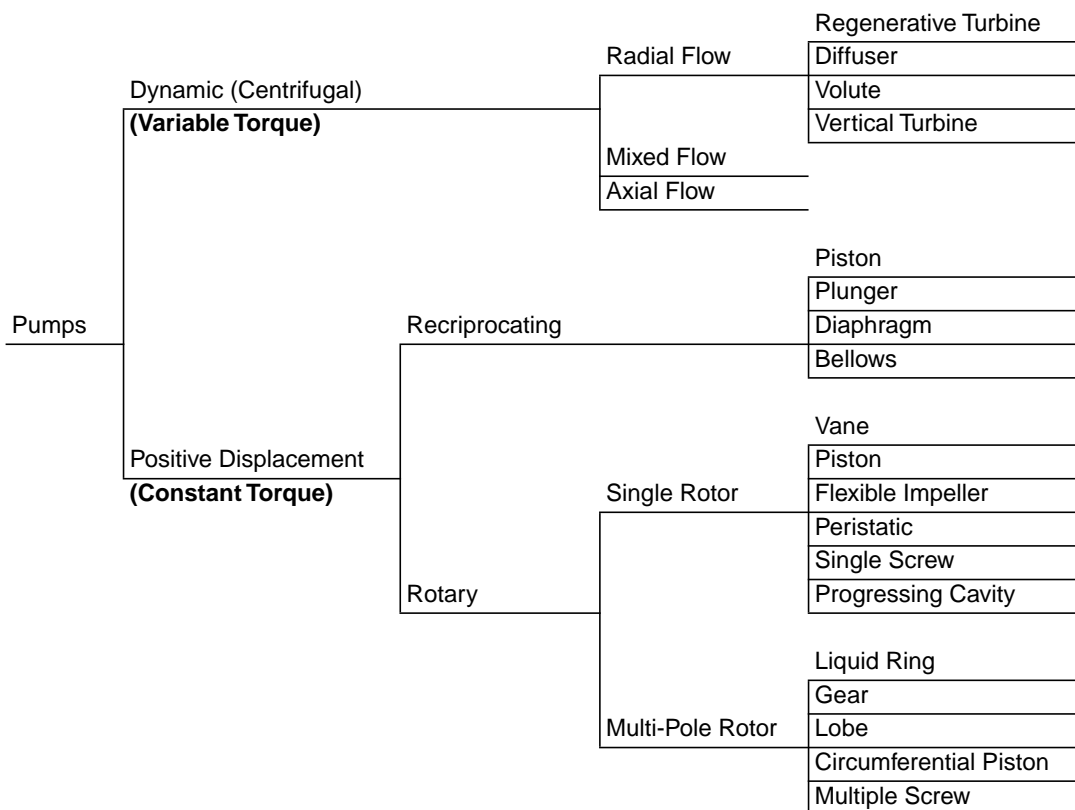 Regenerative Turbine
Radial Flow
Diffuser
Dynamic (Centrifugal)
Volute
(Variable Torque)
Vertical Turbine
Mixed Flow
Axial Flow
Piston
Plunger
Pumps
Recriprocating
Diaphragm
Bellows
Vane
Positive Displacement
Piston
(Constant Torque)
Single Rotor
Flexible Impeller
Peristatic
Single Screw
Rotary
Progressing Cavity
Liquid Ring
Gear
Multi-Pole Rotor
Lobe
Circumferential Piston
Multiple Screw